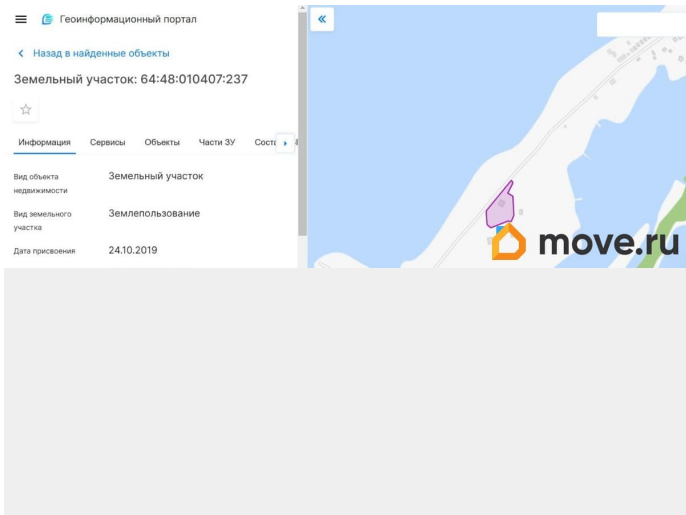 Геоинформационный портал
Назад в найденные объекты
Земельный участок: 64:48:010407:237
Информация Сервисы Объекты Части ЗУ
Вид объекта недвижимости
Земельный участок
Вид земельного участка
Землепользование
Дата присвоения
24.10.2019
move.ru